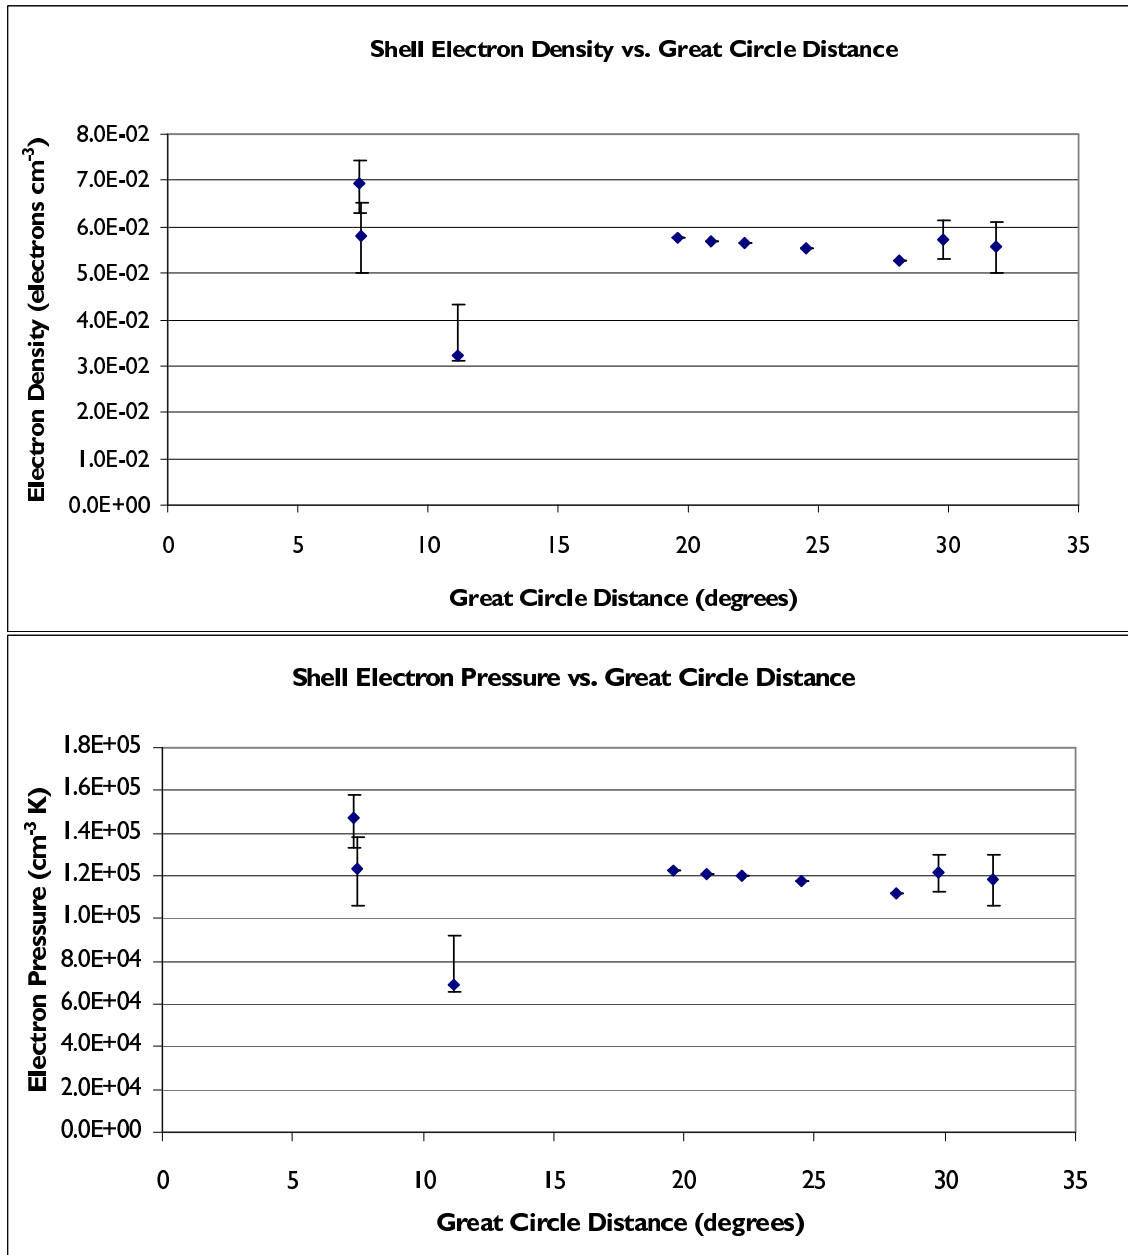 Shell Electron Density vs. Great Circle Distance
Electron Density (electrons cm⁻³)
8.0E-02
7.0E-02
6.0E-02
5.0E-02
4.0E-02
3.0E-02
2.0E-02
1.0E-02
0.0E+00
0 5 10 15 20 25 30 35
Great Circle Distance (degrees)
Shell Electron Pressure vs. Great Circle Distance
Electron Pressure (cm⁻³ K)
1.8E+05
1.6E+05
1.4E+05
1.2E+05
1.0E+05
8.0E+04
6.0E+04
4.0E+04
2.0E+04
0.0E+00
0 5 10 15 20 25 30 35
Great Circle Distance (degrees)